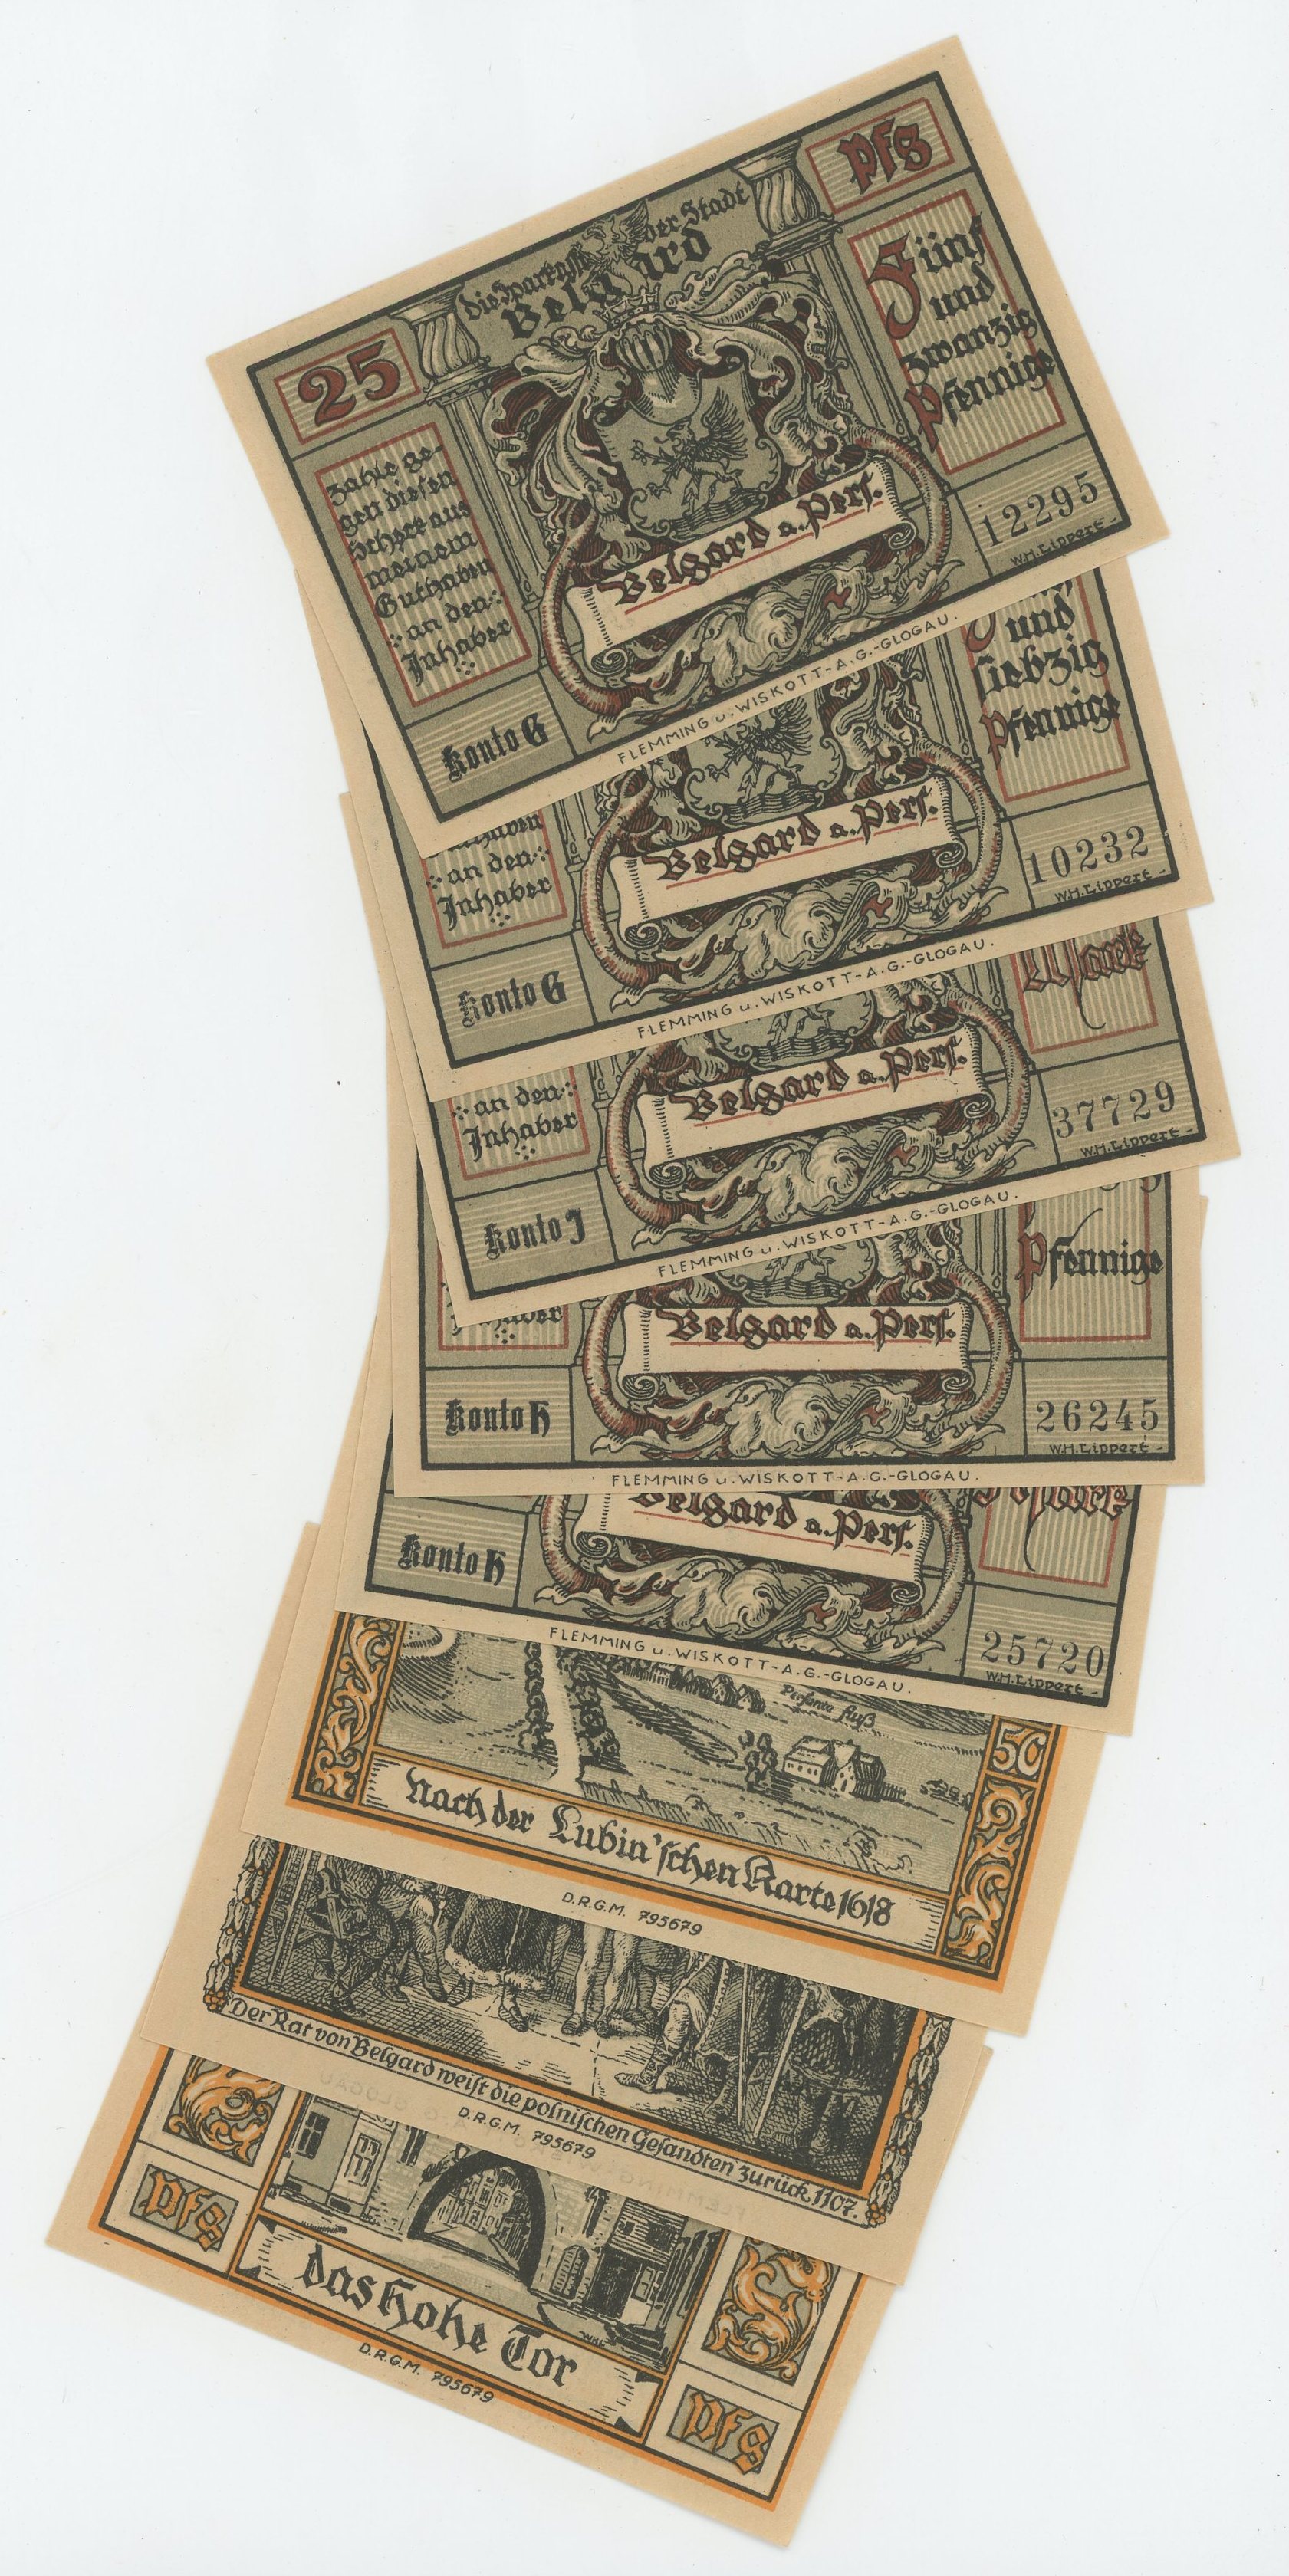 die Sparkasse der Stadt
Belgard
25
Pfg
Zahle ge-
gen diesen
Scheck aus
meinem
Guthaben
an den
Inhaber
Fünf
und
zwanzig
Pfennige
Belgard a. Pers.
Konto G
12295
W.H. Lippert
FLEMMING u. WISKOTT-A.G.-GLOGAU.
und
siebzig
Pfennige
Guthaben
an den
Inhaber
Belgard a. Pers.
Konto G
10232
W.H. Lippert
FLEMMING u. WISKOTT-A.G.-GLOGAU.
Mark
an den
Inhaber
Belgard a. Pers.
Konto J
37729
W.H. Lippert
FLEMMING u. WISKOTT-A.G.-GLOGAU.
Pfennige
Inhaber
Belgard a. Pers.
Konto H
26245
W.H. Lippert
FLEMMING u. WISKOTT-A.G.-GLOGAU.
Mark
Belgard a. Pers.
Konto H
25720
W.H. Lippert
FLEMMING u. WISKOTT-A.G.-GLOGAU.
Persante fluß
50
Nach der Lubin'schen Karte 1618
D.R.G.M. 795679
Der Rat von Belgard weist die polnischen Gesandten zurück 1107.
D.R.G.M. 795679
Pfg
das Hohe Tor
Pfg
D.R.G.M. 795679